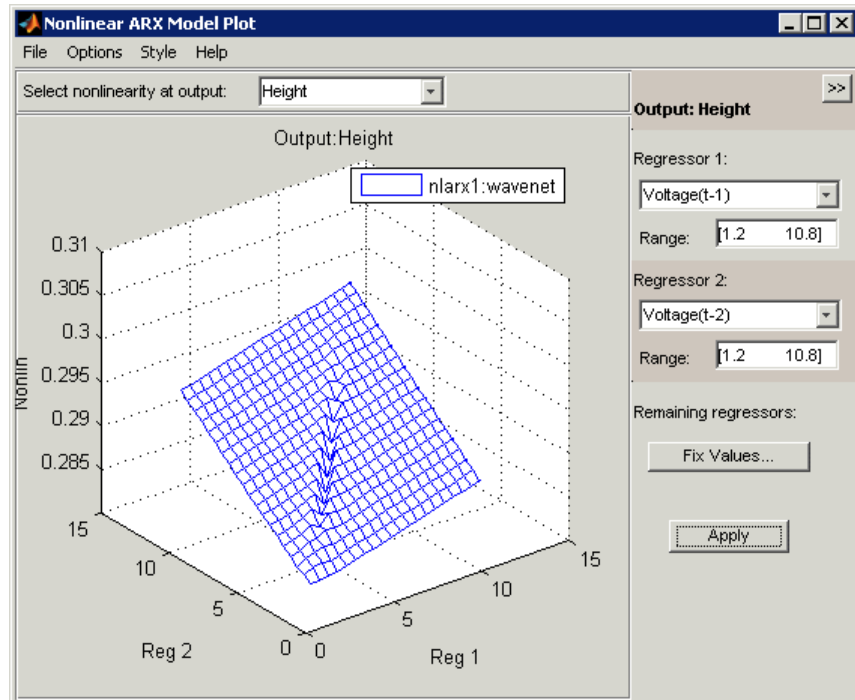 Nonlinear ARX Model Plot
File Options Style Help
Select nonlinearity at output: Height
>>
Output: Height
Output:Height
nlarx1:wavenet
0.31
0.305
0.3
0.295
0.29
0.285
Nonlin
15
10
5
0
Reg 2
0
5
10
15
Reg 1
Regressor 1:
Voltage(t-1)
Range: [1.2 10.8]
Regressor 2:
Voltage(t-2)
Range: [1.2 10.8]
Remaining regressors:
Fix Values...
Apply